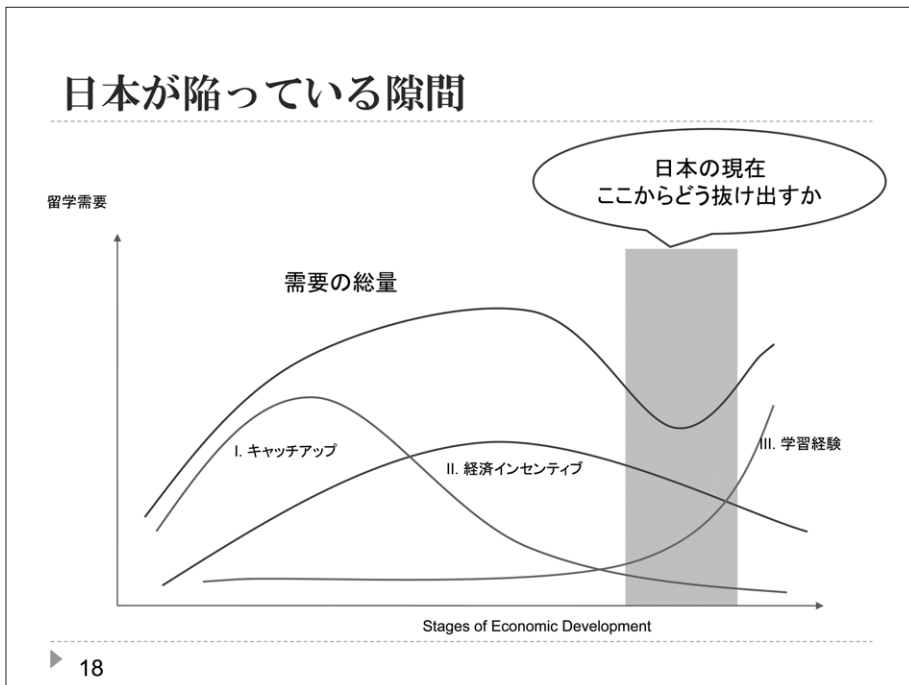 日本が陥っている隙間
日本の現在
ここからどう抜け出すか
留学需要
需要の総量
I. キャッチアップ
II. 経済インセンティブ
III. 学習経験
Stages of Economic Development
18